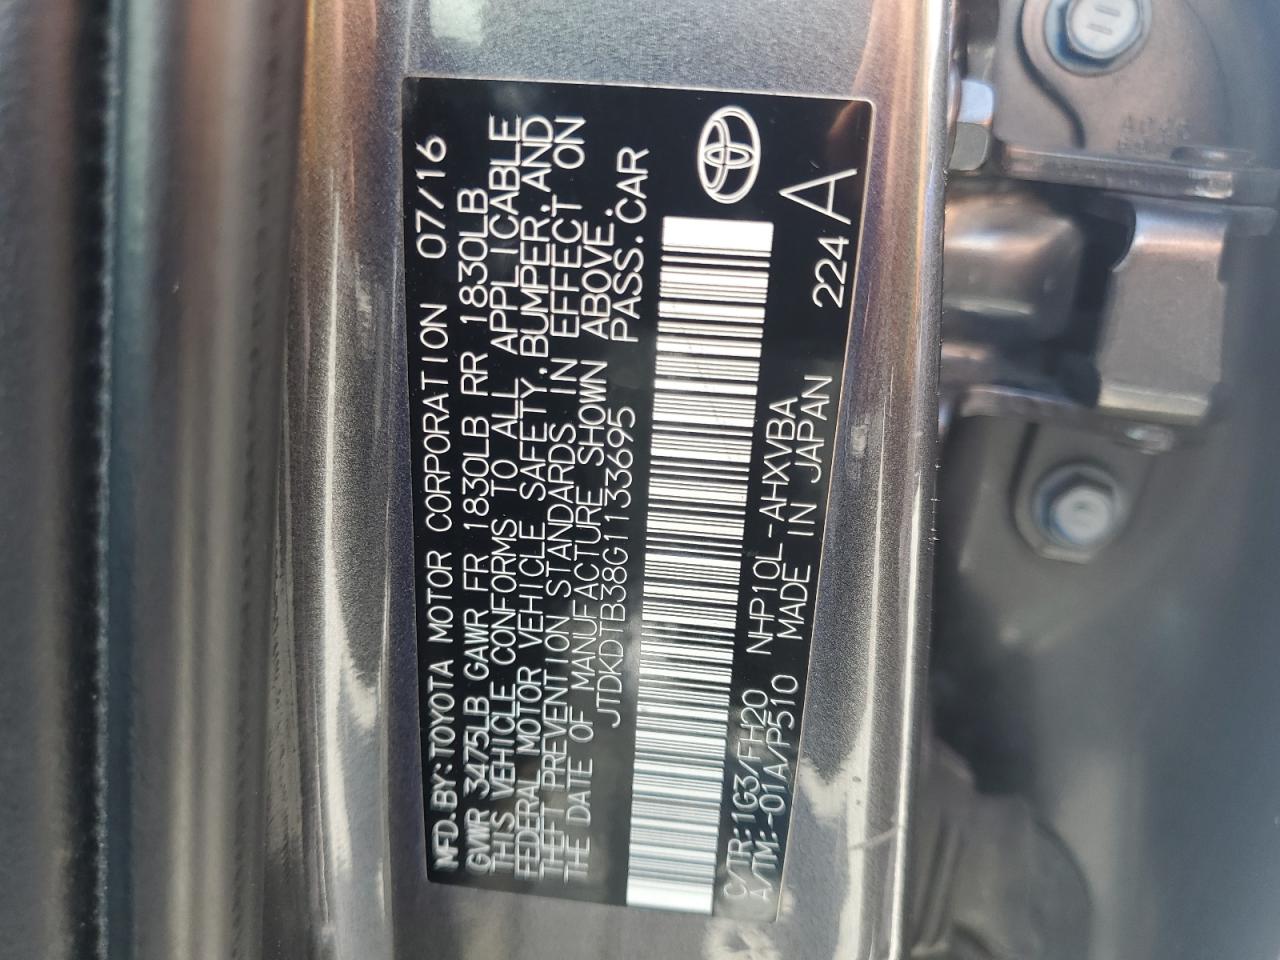 MFD.BY:TOYOTA MOTOR CORPORATION 07/16
GVWR 3475LB GAWR FR 1830LB RR 1830LB
THIS VEHICLE CONFORMS TO ALL APPLICABLE
FEDERAL MOTOR VEHICLE SAFETY,BUMPER,AND
THEFT PREVENTION STANDARDS IN EFFECT ON
THE DATE OF MANUFACTURE SHOWN ABOVE.
JTDKDTB38G1133695 PASS.CAR
C/TR:1G3/FH20 NHP10L-AHXVBA
A/TM:-01A/P510 MADE IN JAPAN 224 A